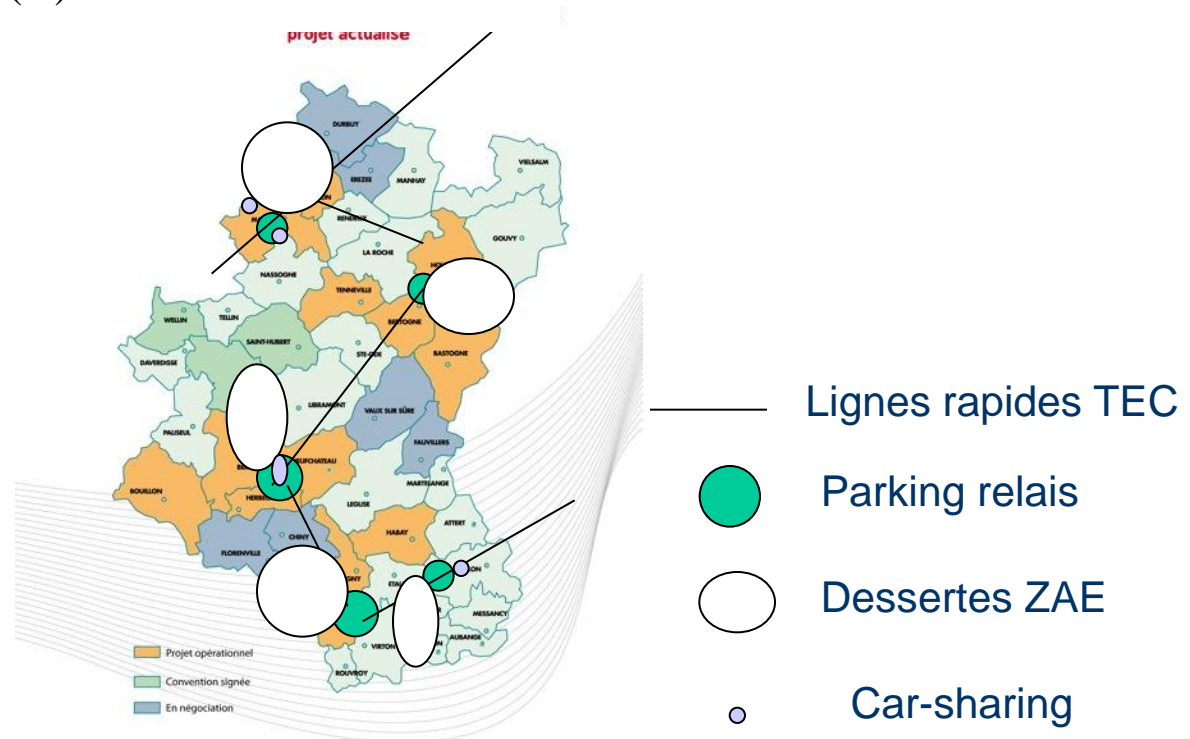 projet actualisé
DURBUY
VIELSALM
EREZEE
MANHAY
RENDEUX
GOUVY
LA ROCHE
NASSOGNE
TENNEVILLE
WELLIN
TELLIN
BERTOGNE
SAINT-HUBERT
STE-ODE
BASTOGNE
DAVERDISSE
LIBRAMONT
VAUX SUR SÛRE
Lignes rapides TEC
PALISEUL
FAUVILLERS
NEUFCHATEAU
MARTELANGE
BOUILLON
LEGLISE
Parking relais
ATTERT
HABAY
CHINY
FLORENVILLE
Dessertes ZAE
MESSANCY
AUBANGE
VIRTON
ROUVROY
Projet opérationnel
Convention signée
En négociation
Car-sharing